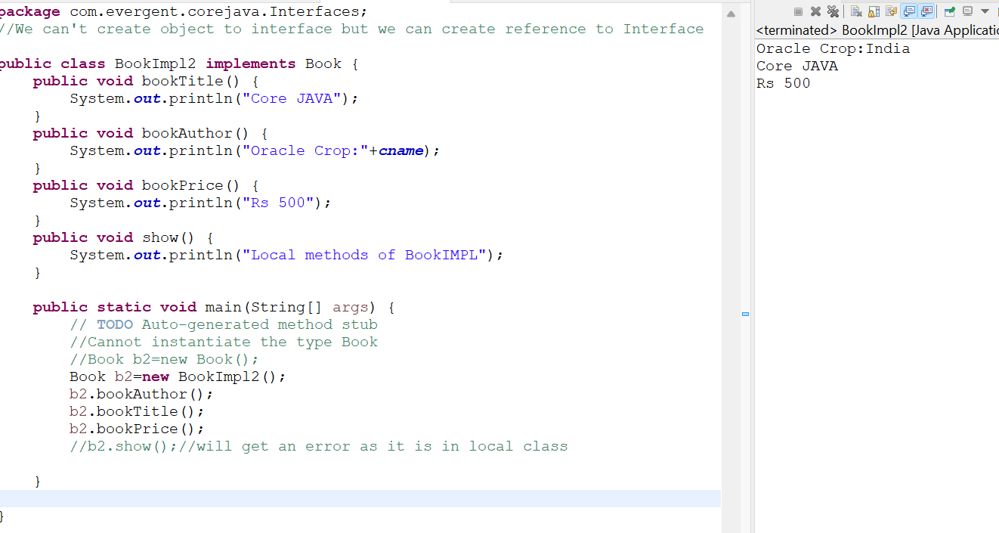 package com.evergent.corejava.Interfaces;
//We can't create object to interface but we can create reference to Interface
public class BookImpl2 implements Book {
public void bookTitle() {
System.out.println("Core JAVA");
}
public void bookAuthor() {
System.out.println("Oracle Crop:"+cname);
}
public void bookPrice() {
System.out.println("Rs 500");
}
public void show() {
System.out.println("Local methods of BookIMPL");
}
public static void main(String[] args) {
// TODO Auto-generated method stub
//Cannot instantiate the type Book
//Book b2=new Book();
Book b2=new BookImpl2();
b2.bookAuthor();
b2.bookTitle();
b2.bookPrice();
//b2.show();//will get an error as it is in local class
}
}
<terminated> BookImpl2 [Java Applicatio
Oracle Crop:India
Core JAVA
Rs 500